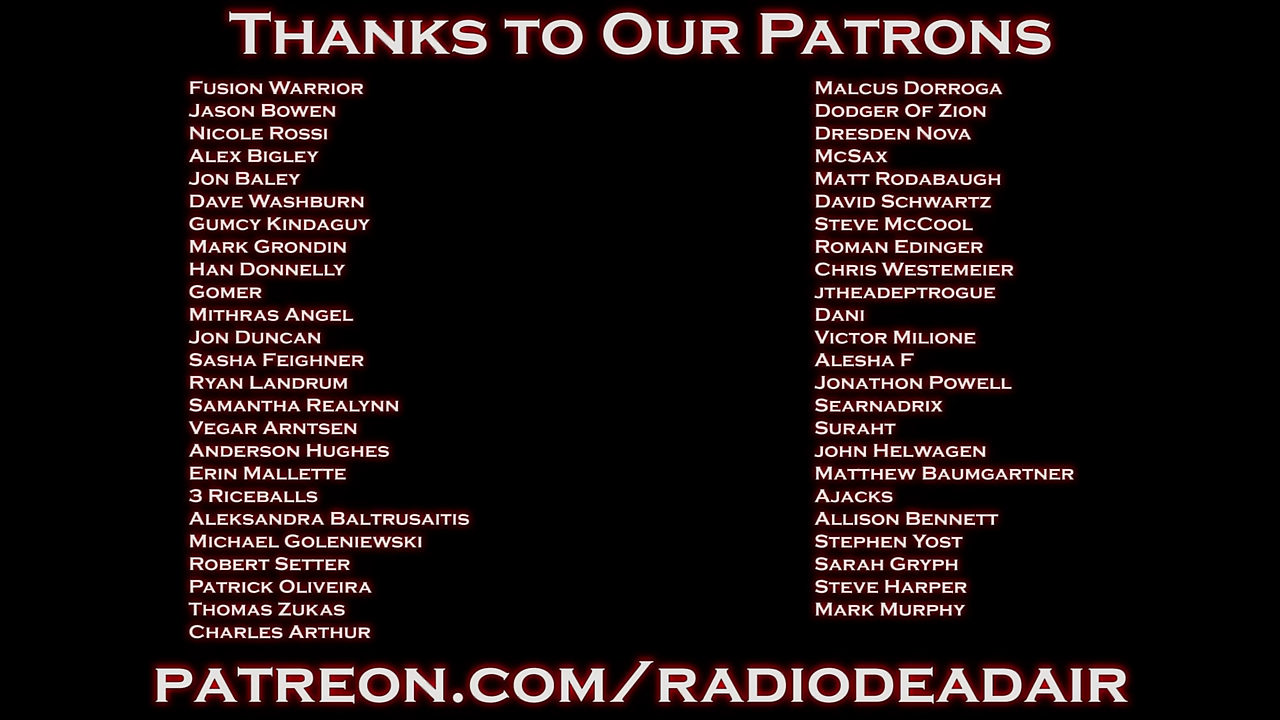 Thanks to Our Patrons
Fusion Warrior
Jason Bowen
Nicole Rossi
Alex Bigley
Jon Baley
Dave Washburn
Gumcy Kindaguy
Mark Grondin
Han Donnelly
Gomer
Mithras Angel
Jon Duncan
Sasha Feighner
Ryan Landrum
Samantha Realynn
Vegar Arntsen
Anderson Hughes
Erin Mallette
3 Riceballs
Aleksandra Baltrusaitis
Michael Goleniewski
Robert Setter
Patrick Oliveira
Thomas Zukas
Charles Arthur
Malcus Dorroga
Dodger Of Zion
Dresden Nova
McSax
Matt Rodabaugh
David Schwartz
Steve McCool
Roman Edinger
Chris Westemeier
jtheadeptrogue
Dani
Victor Milione
Alesha F
Jonathon Powell
Searnadrix
Suraht
john Helwagen
Matthew Baumgartner
Ajacks
Allison Bennett
Stephen Yost
Sarah Gryph
Steve Harper
Mark Murphy
patreon.com/radiodeadair